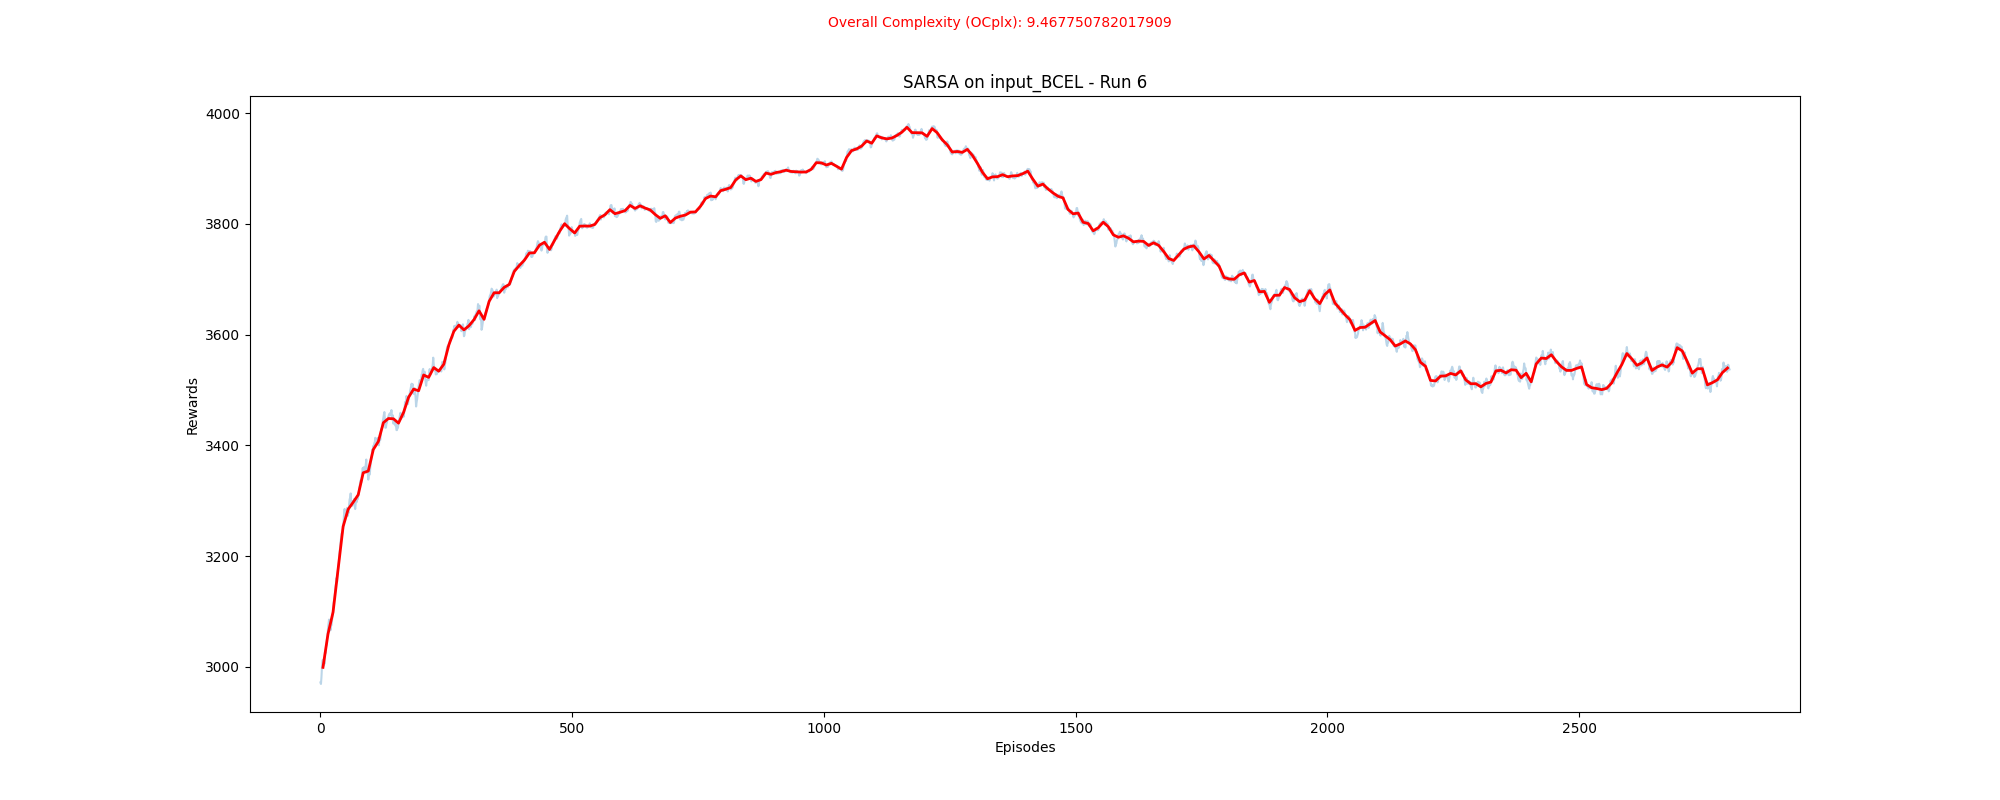 Overall Complexity (OCplx): 9.467750782017909
SARSA on input_BCEL - Run 6
4000
3800
3600
3400
3200
3000
Rewards
0 500 1000 1500 2000 2500
Episodes